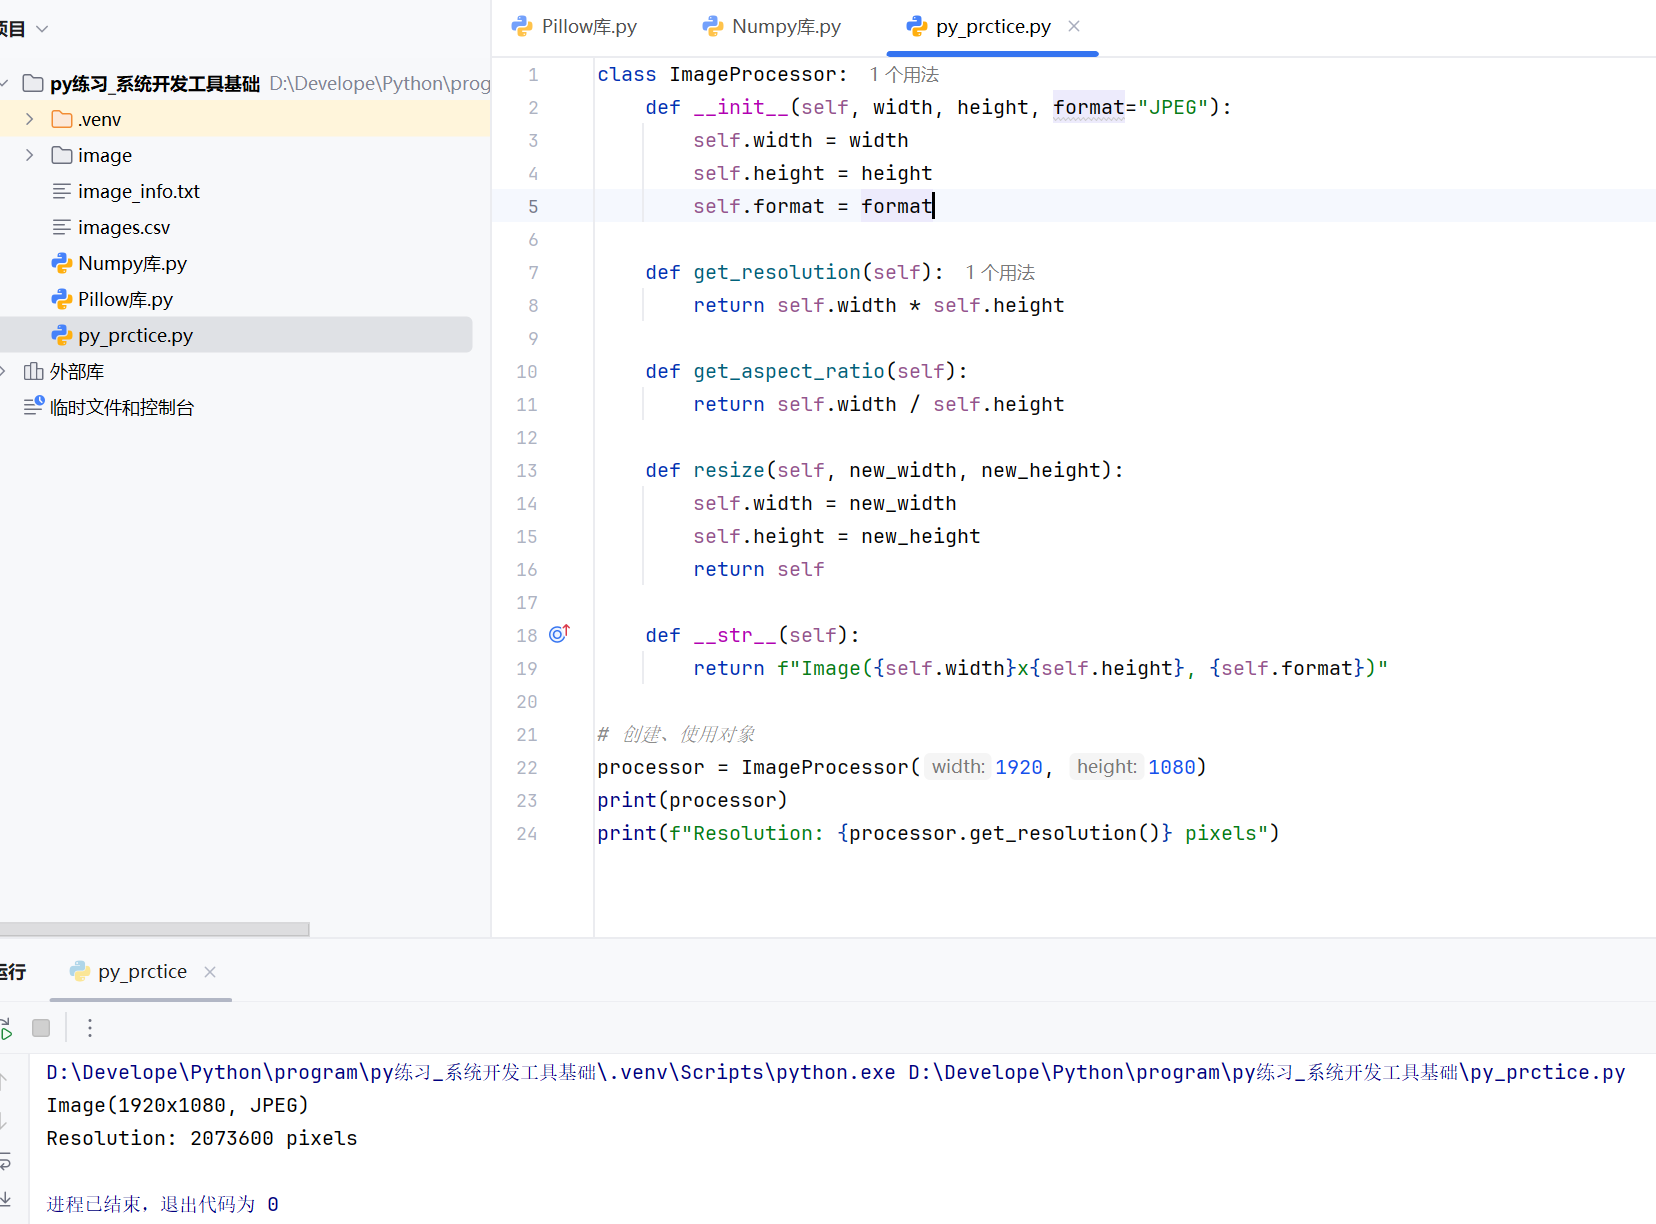 项目
py练习_系统开发工具基础 D:\Develope\Python\prog
.venv
image
image_info.txt
images.csv
Numpy库.py
Pillow库.py
py_prctice.py
外部库
临时文件和控制台
Pillow库.py Numpy库.py py_prctice.py
1 class ImageProcessor: 1 个用法
2 def __init__(self, width, height, format="JPEG"):
3 self.width = width
4 self.height = height
5 self.format = format
6
7 def get_resolution(self): 1 个用法
8 return self.width * self.height
9
10 def get_aspect_ratio(self):
11 return self.width / self.height
12
13 def resize(self, new_width, new_height):
14 self.width = new_width
15 self.height = new_height
16 return self
17
18 def __str__(self):
19 return f"Image({self.width}x{self.height}, {self.format})"
20
21 # 创建、使用对象
22 processor = ImageProcessor( width: 1920, height: 1080)
23 print(processor)
24 print(f"Resolution: {processor.get_resolution()} pixels")
运行 py_prctice
D:\Develope\Python\program\py练习_系统开发工具基础\.venv\Scripts\python.exe D:\Develope\Python\program\py练习_系统开发工具基础\py_prctice.py
Image(1920x1080, JPEG)
Resolution: 2073600 pixels
进程已结束，退出代码为 0